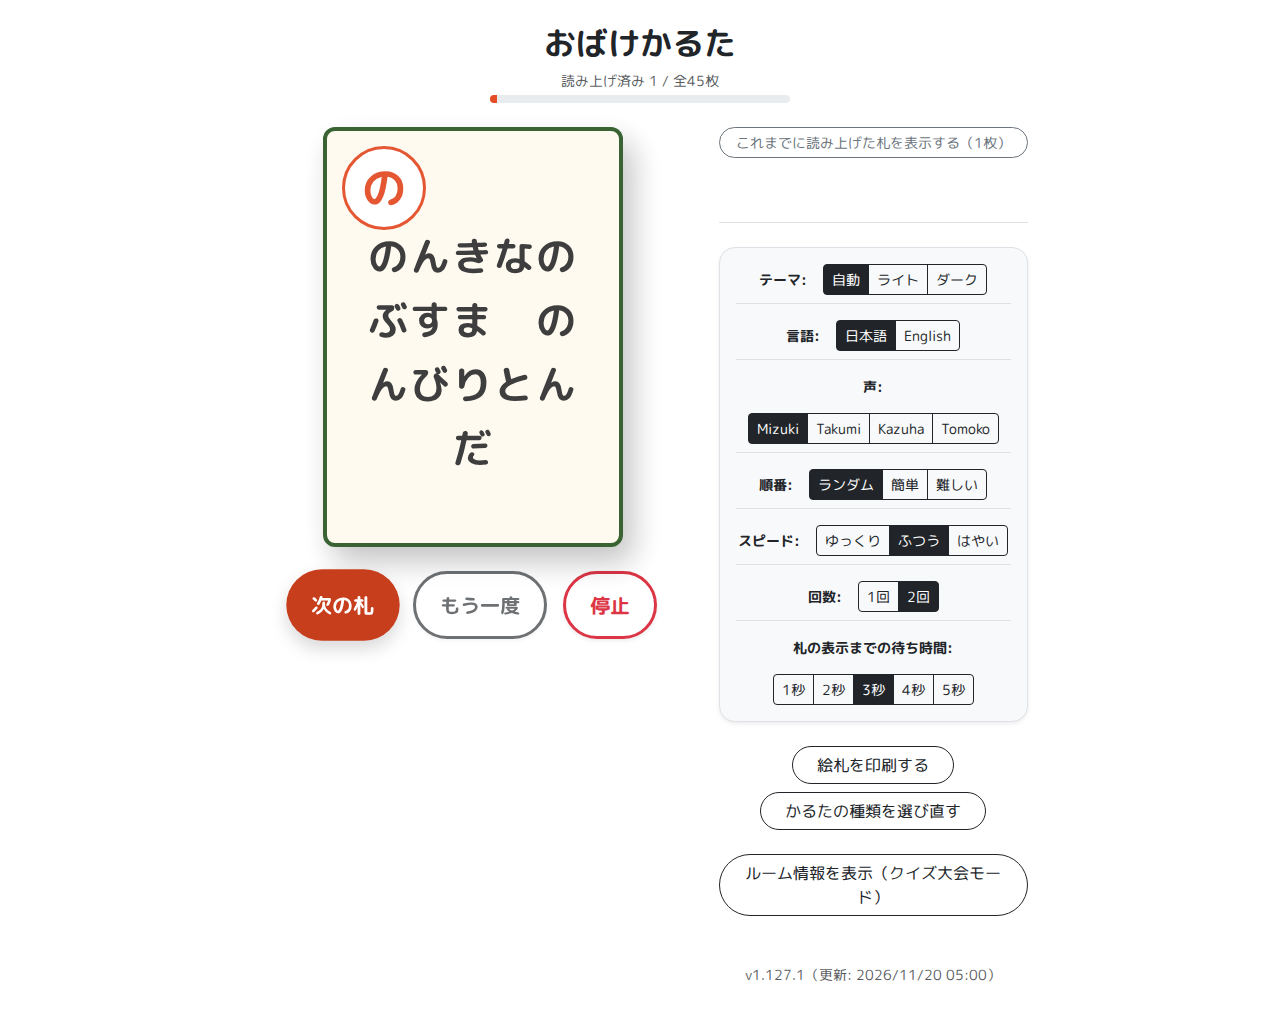 おばけかるた
読み上げ済み 1 / 全45枚
の
のんきなの
ぶすま　の
んびりとん
だ
次の札
もう一度
停止
これまでに読み上げた札を表示する（1枚）
テーマ: 自動 ライト ダーク
言語: 日本語 English
声:
Mizuki Takumi Kazuha Tomoko
順番: ランダム 簡単 難しい
スピード: ゆっくり ふつう はやい
回数: 1回 2回
札の表示までの待ち時間:
1秒 2秒 3秒 4秒 5秒
絵札を印刷する
かるたの種類を選び直す
ルーム情報を表示（クイズ大会モー
ド）
v1.127.1（更新: 2026/11/20 05:00）